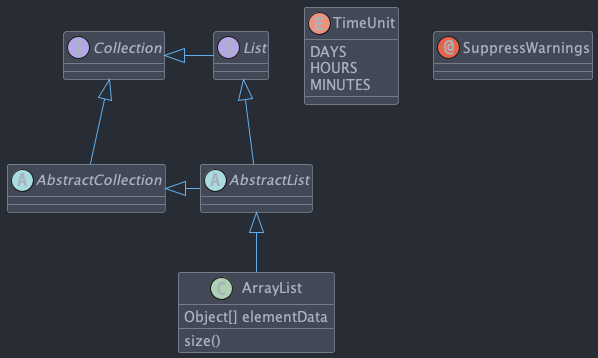 Collection
List
E TimeUnit
DAYS
HOURS
MINUTES
@ SuppressWarnings
A AbstractCollection
A AbstractList
C ArrayList
Object[] elementData
size()